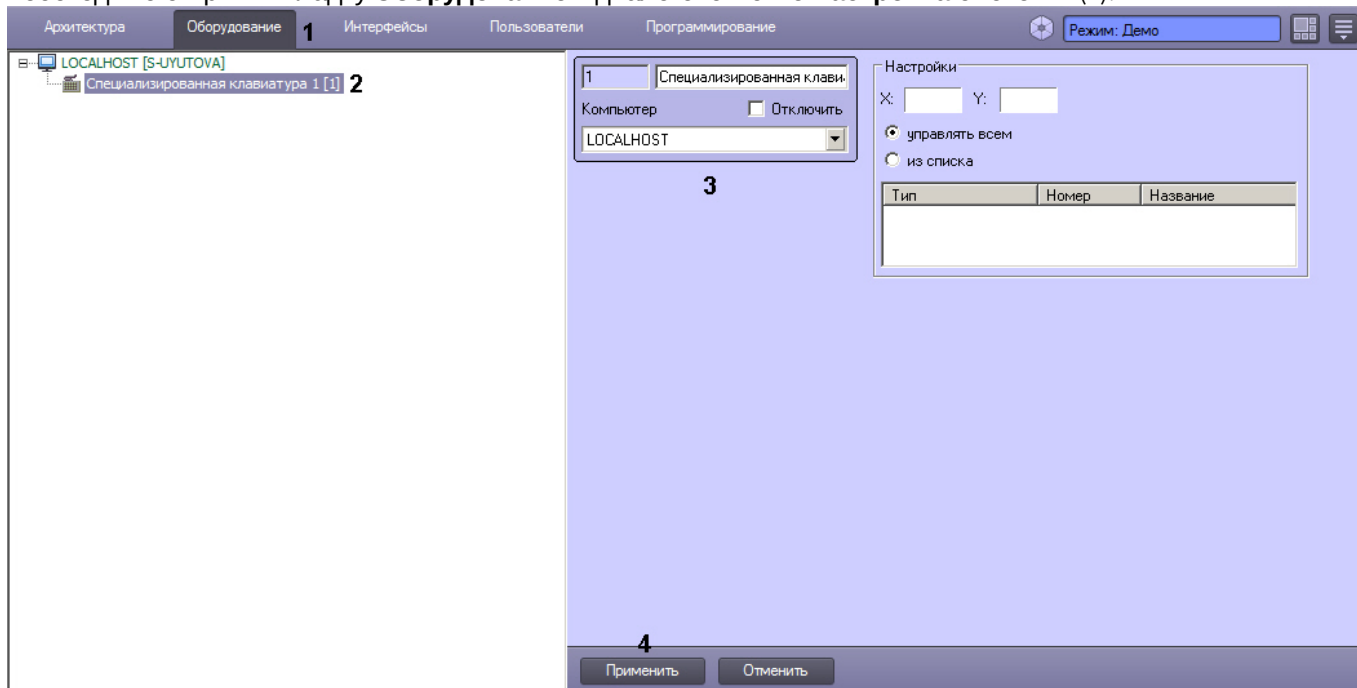 Архитектура Оборудование 1 Интерфейсы Пользователи Программирование Режим: Демо
LOCALHOST [S-UYUTOVA]
Специализированная клавиатура 1 [1] 2
1 Специализированная клави
Компьютер Отключить
LOCALHOST
3
Настройки
X: Y:
управлять всем
из списка
Тип Номер Название
4
Применить Отменить